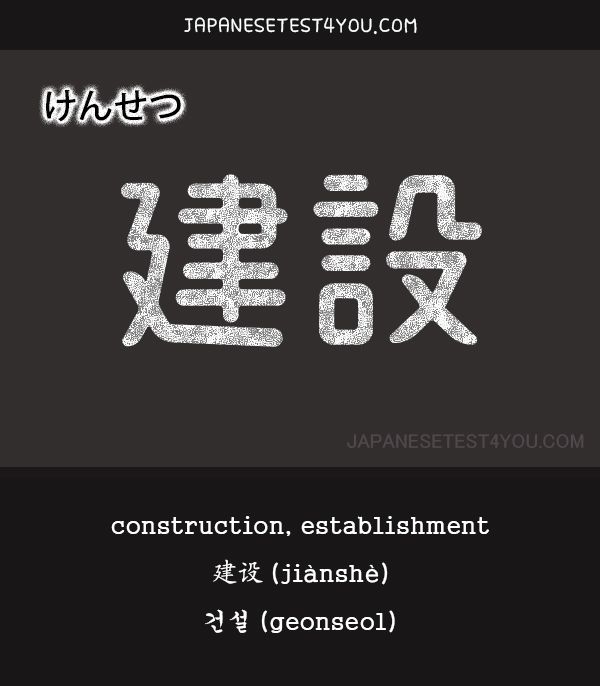 JAPANESETEST4YOU.COM
けんせつ
建設
JAPANESETEST4YOU.COM
construction, establishment
建设 (jiànshè)
건설 (geonseol)